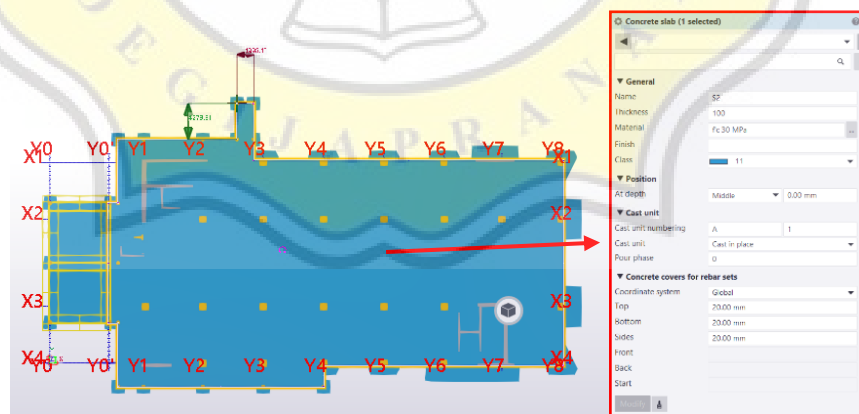 Concrete slab (1 selected)
General
Name S2
Thickness 100
Material Fc30 MPa
Finish
Class 11
Position
At depth Middle 0.00 mm
Cast unit
Cast unit numbering A 1
Cast unit Cast in place
Pour phase 0
Concrete covers for rebar sets
Coordinate system Global
Top 20.00 mm
Bottom 20.00 mm
Sides 20.00 mm
Front
Back
Start
Modify
Y0 Y0' Y1 Y2 Y3 Y4 Y5 Y6 Y7 Y8
X1 X1
X2 X2
X3 X3
X4 X4
Y0 Y0' Y1 Y2 Y3 Y4 Y5 Y6 Y7 Y8